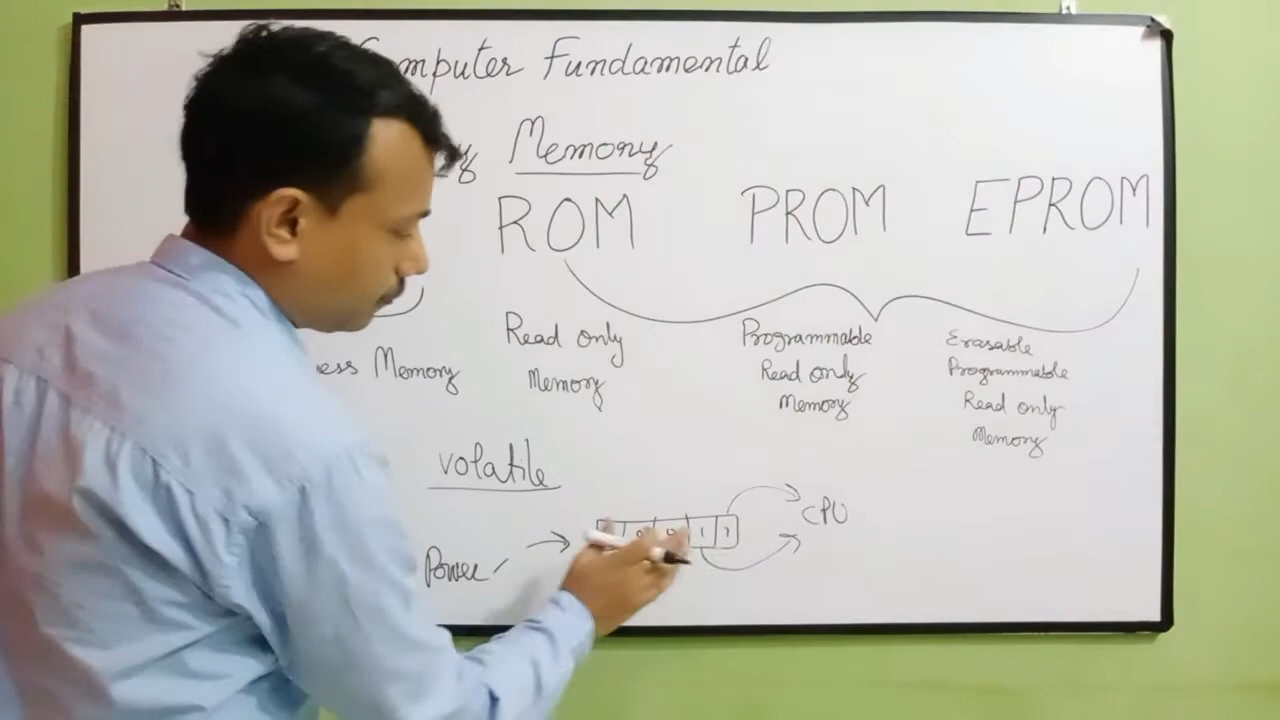 Computer Fundamental
Memory
ROM PROM EPROM
Read only
Memory
Programmable
Read only
Memory
Erasable
Programmable
Read only
Memory
Memory
volatile
Power
1 1
CPU